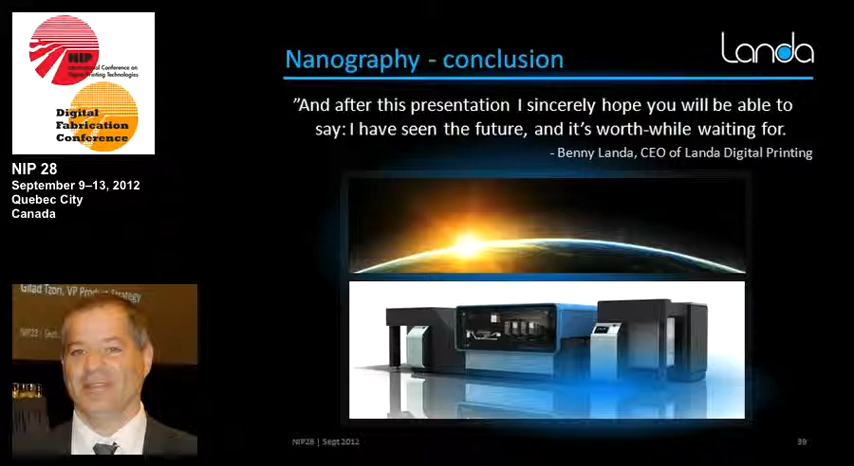 NIP
International Conference on
Digital Printing Technologies
Digital
Fabrication
Conference
NIP 28
September 9–13, 2012
Quebec City
Canada
Gilad Tzori, VP Product Strategy
NIP28 | Sept
Nanography - conclusion
Landa
”And after this presentation I sincerely hope you will be able to
say: I have seen the future, and it’s worth-while waiting for.
- Benny Landa, CEO of Landa Digital Printing
NIP28 | Sept 2012
39